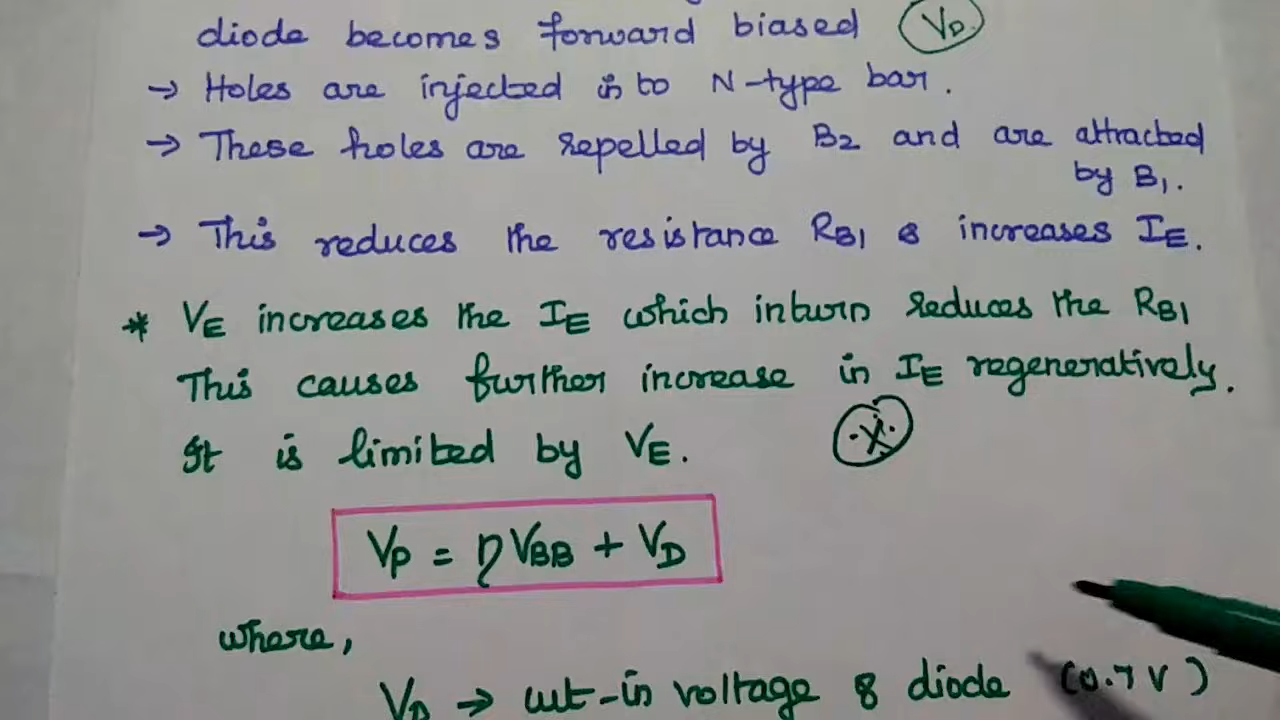 diode becomes forward biased VD
→ Holes are injected in to N-type bar.
→ These holes are repelled by B2 and are attracted
by B1.
→ This reduces the resistance RB1 & increases IE.
* VE increases the IE which inturn reduces the RB1
This causes further increase in IE regeneratively.
It is limited by VE.
VP = ηVBB + VD
where,
VD → cut-in voltage of diode (0.7V)